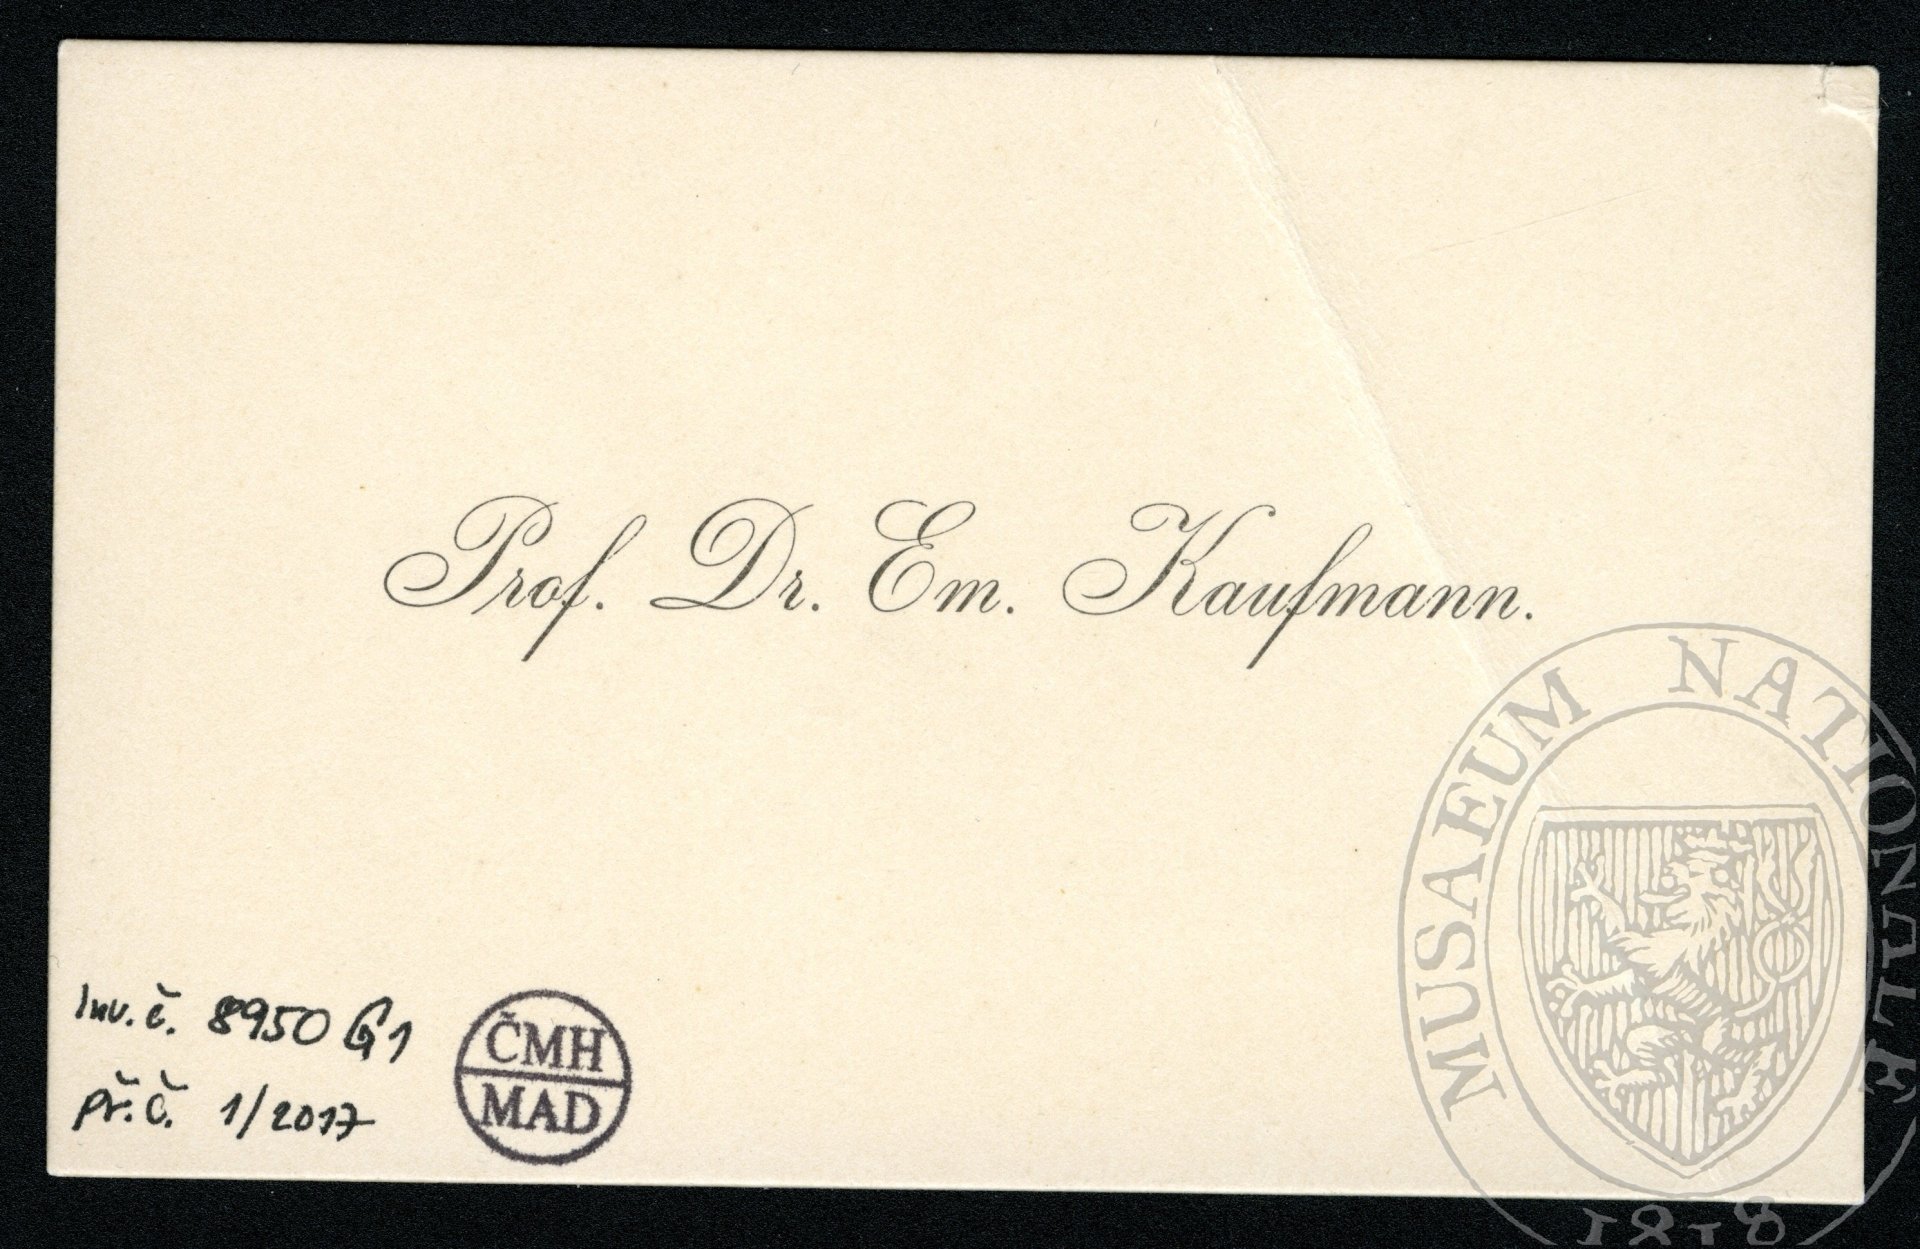 Prof. Dr. Em. Kaufmann.
Inv. č. 8950 G1
př. č. 1/2017
ČMH
MAD
MUSAEUM NATIONALE
1818